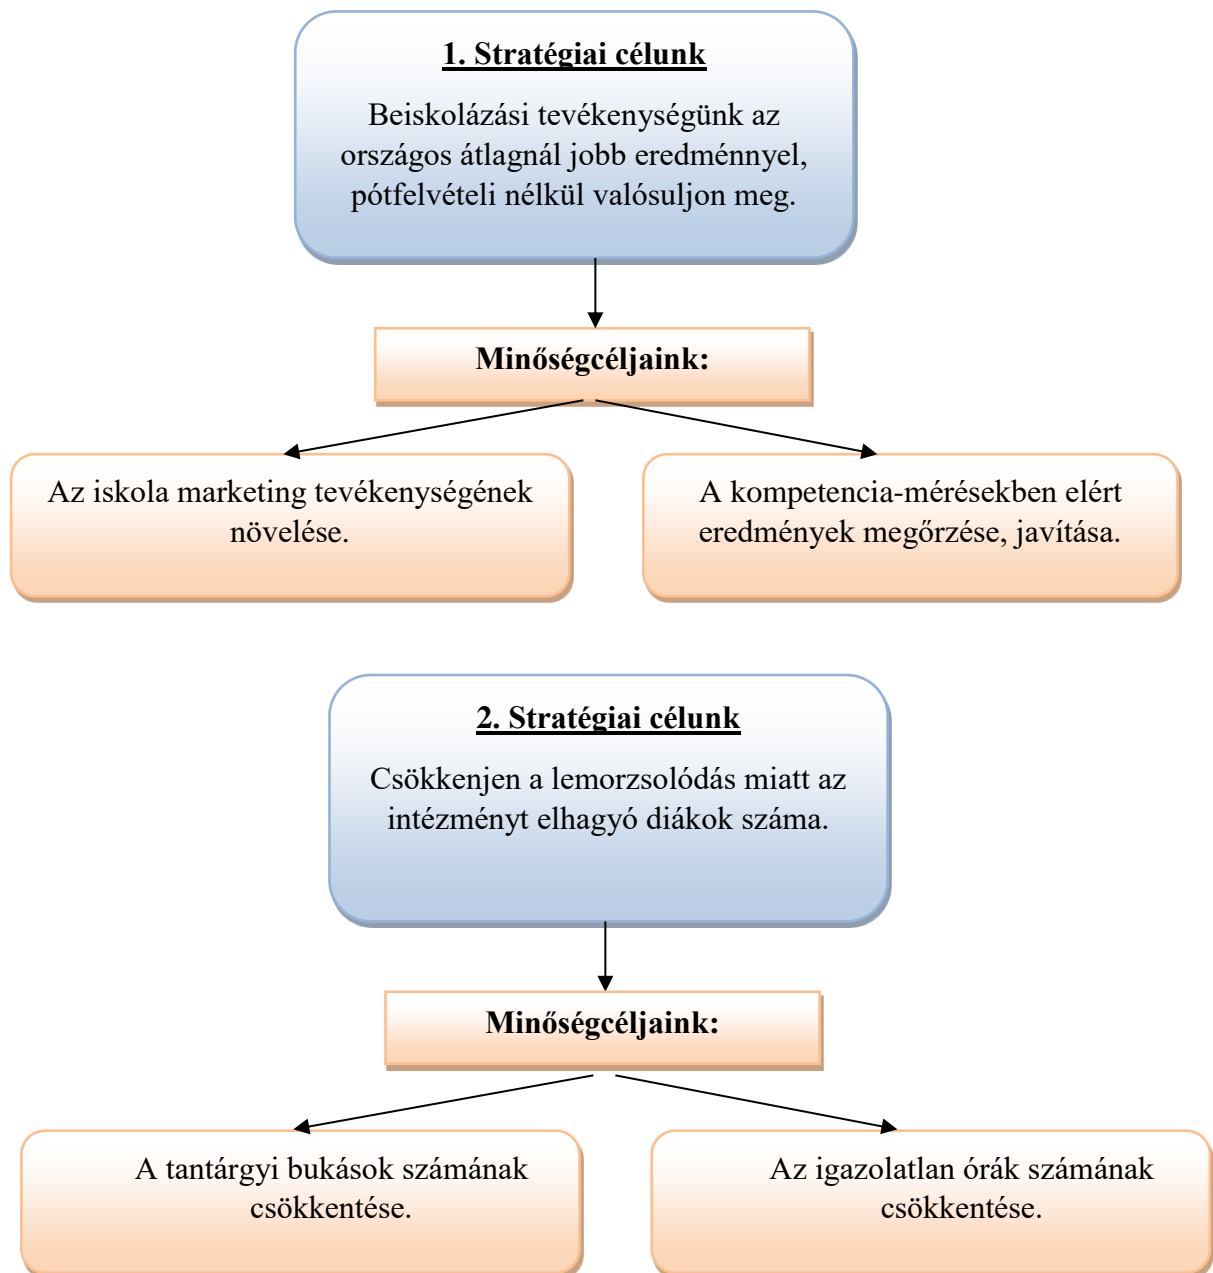 1. Stratégiai célunk
Beiskolázási tevékenységünk az
országos átlagnál jobb eredménnyel,
pótfelvételi nélkül valósuljon meg.
Minőségcéljaink:
Az iskola marketing tevékenységének
növelése.
A kompetencia-mérésekben elért
eredmények megőrzése, javítása.
2. Stratégiai célunk
Csökkenjen a lemorzsolódás miatt az
intézményt elhagyó diákok száma.
Minőségcéljaink:
A tantárgyi bukások számának
csökkentése.
Az igazolatlan órák számának
csökkentése.